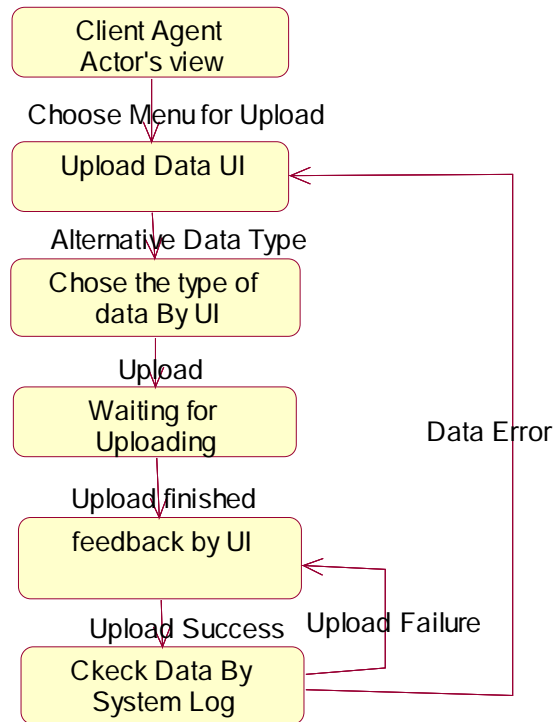 Client Agent
Actor's view
Choose Menu for Upload
Upload Data UI
Alternative Data Type
Chose the type of
data By UI
Upload
Waiting for
Uploading
Data Error
Upload finished
feedback by UI
Upload Success
Upload Failure
Ckeck Data By
System Log